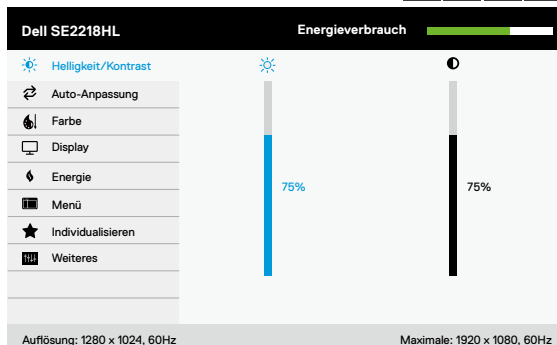 Dell SE2218HL Energieverbrauch
Helligkeit/Kontrast
Auto-Anpassung
Farbe
Display
Energie
75% 75%
Menü
Individualisieren
Weiteres
Auflösung: 1280 x 1024, 60Hz Maximale: 1920 x 1080, 60Hz